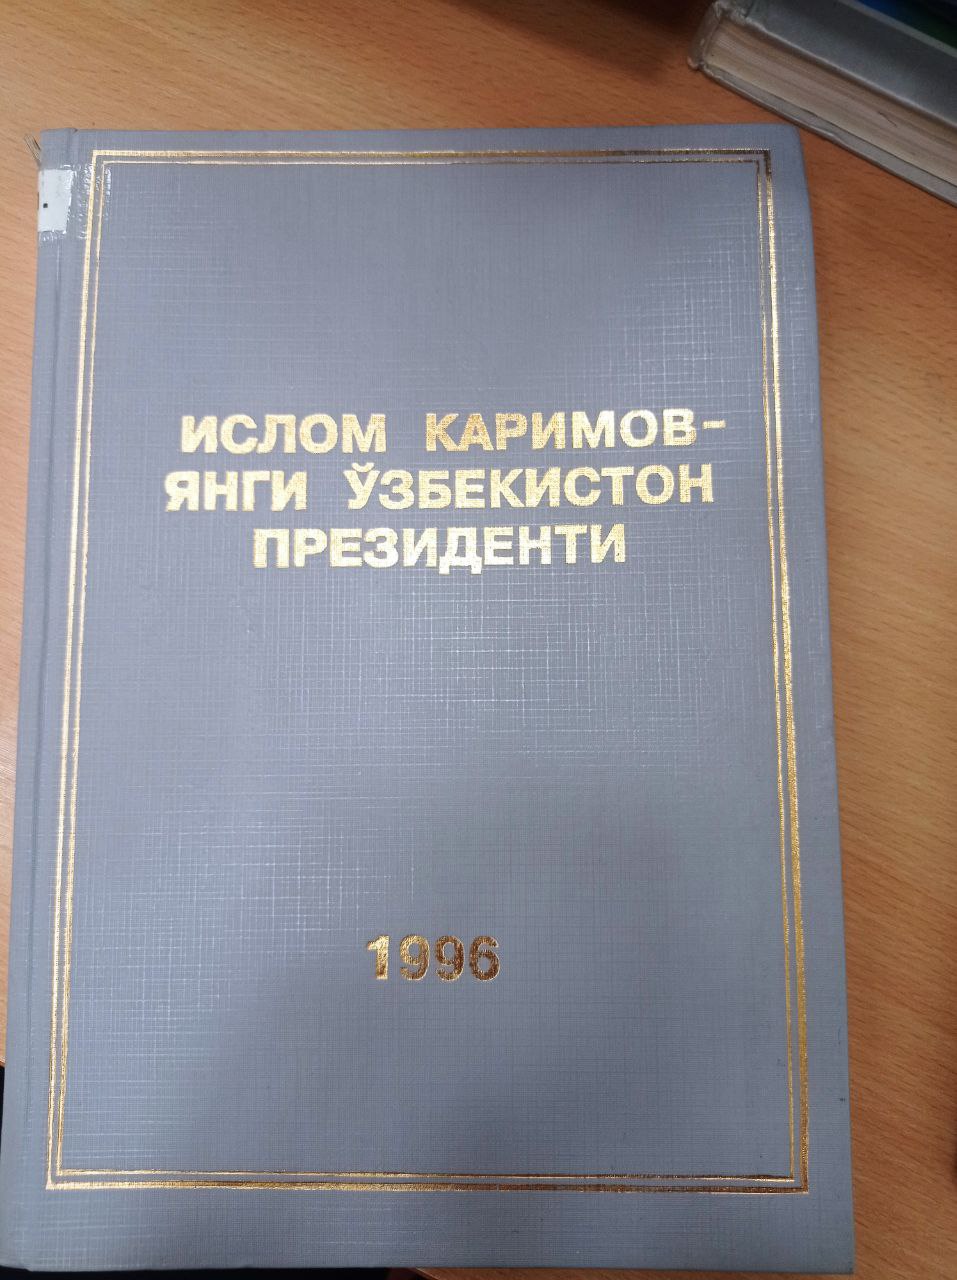 ИСЛОМ КАРИМОВ-
ЯНГИ ЎЗБЕКИСТОН
ПРЕЗИДЕНТИ
1996